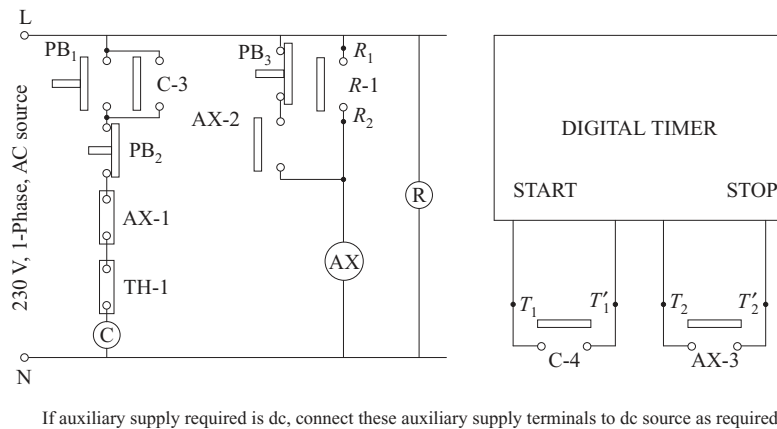 L
PB₁
C-3
PB₂
AX-1
TH-1
C
N
230 V, 1-Phase, AC source
PB₃
R₁
R-1
R₂
AX-2
AX
R
DIGITAL TIMER
START
STOP
T₁
T₁′
T₂
T₂′
C-4
AX-3
If auxiliary supply required is dc, connect these auxiliary supply terminals to dc source as required